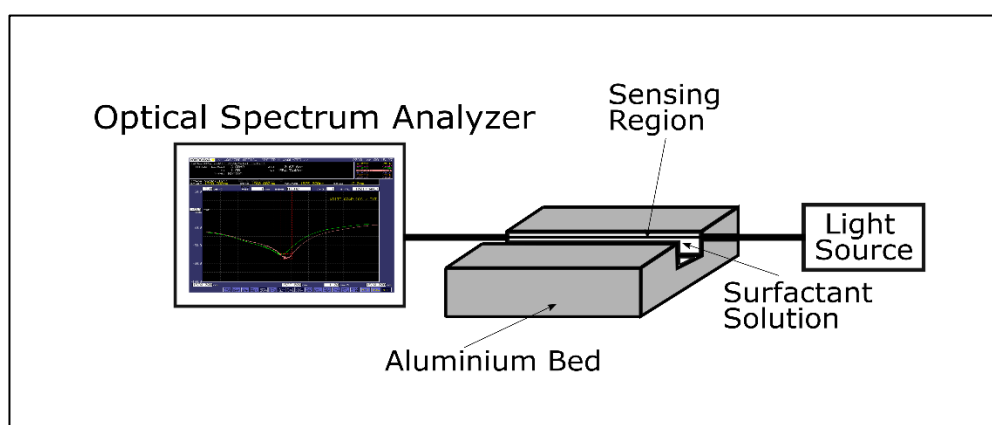 Optical Spectrum Analyzer
Sensing
Region
Light
Source
Surfactant
Solution
Aluminium Bed